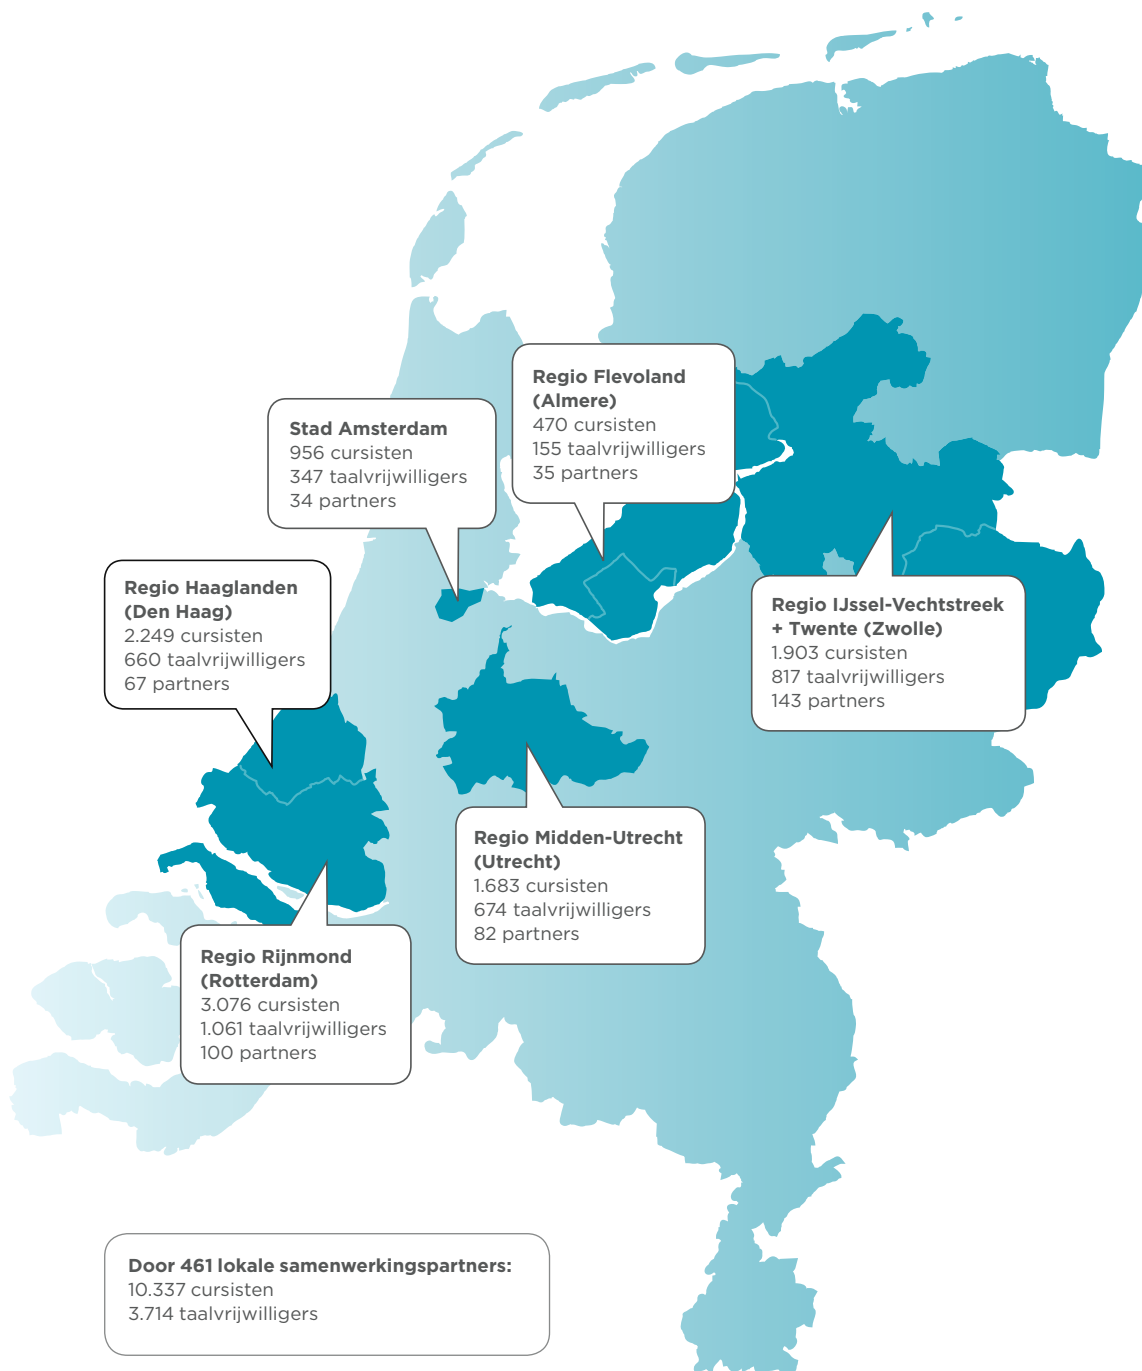 Regio Flevoland
(Almere)
470 cursisten
155 taalvrijwilligers
35 partners
Stad Amsterdam
956 cursisten
347 taalvrijwilligers
34 partners
Regio Haaglanden
(Den Haag)
2.249 cursisten
660 taalvrijwilligers
67 partners
Regio IJssel-Vechtstreek
+ Twente (Zwolle)
1.903 cursisten
817 taalvrijwilligers
143 partners
Regio Midden-Utrecht
(Utrecht)
1.683 cursisten
674 taalvrijwilligers
82 partners
Regio Rijnmond
(Rotterdam)
3.076 cursisten
1.061 taalvrijwilligers
100 partners
Door 461 lokale samenwerkingspartners:
10.337 cursisten
3.714 taalvrijwilligers